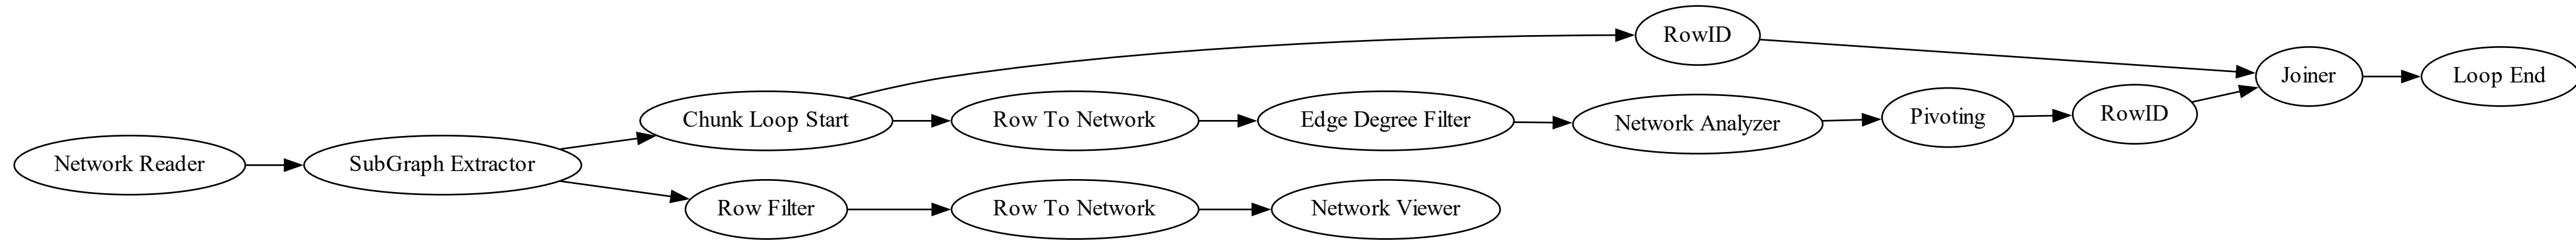 Network Reader
SubGraph Extractor
Chunk Loop Start
Row To Network
Edge Degree Filter
Network Analyzer
Pivoting
RowID
RowID
Joiner
Loop End
Row Filter
Row To Network
Network Viewer